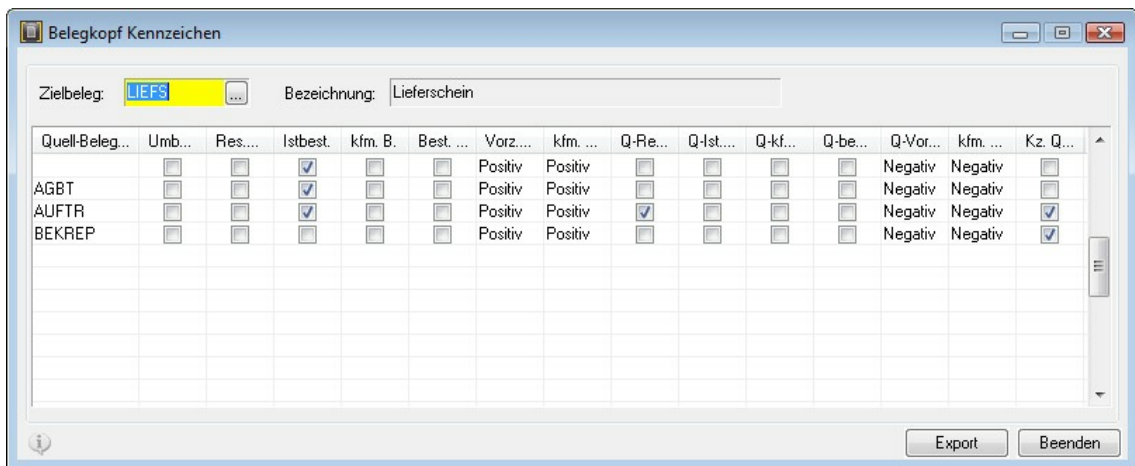 Belegkopf Kennzeichen
Zielbeleg: LIEFS ... Bezeichnung: Lieferschein
Quell-Beleg... Umb... Res.... Istbest. kfm. B. Best. ... Vorz.... kfm. ... Q-Re... Q-Ist.... Q-kf... Q-be... Q-Vor... kfm. ... Kz. Q...
Positiv Positiv Negativ Negativ
AGBT Positiv Positiv Negativ Negativ
AUFTR Positiv Positiv Negativ Negativ
BEKREP Positiv Positiv Negativ Negativ
Export Beenden